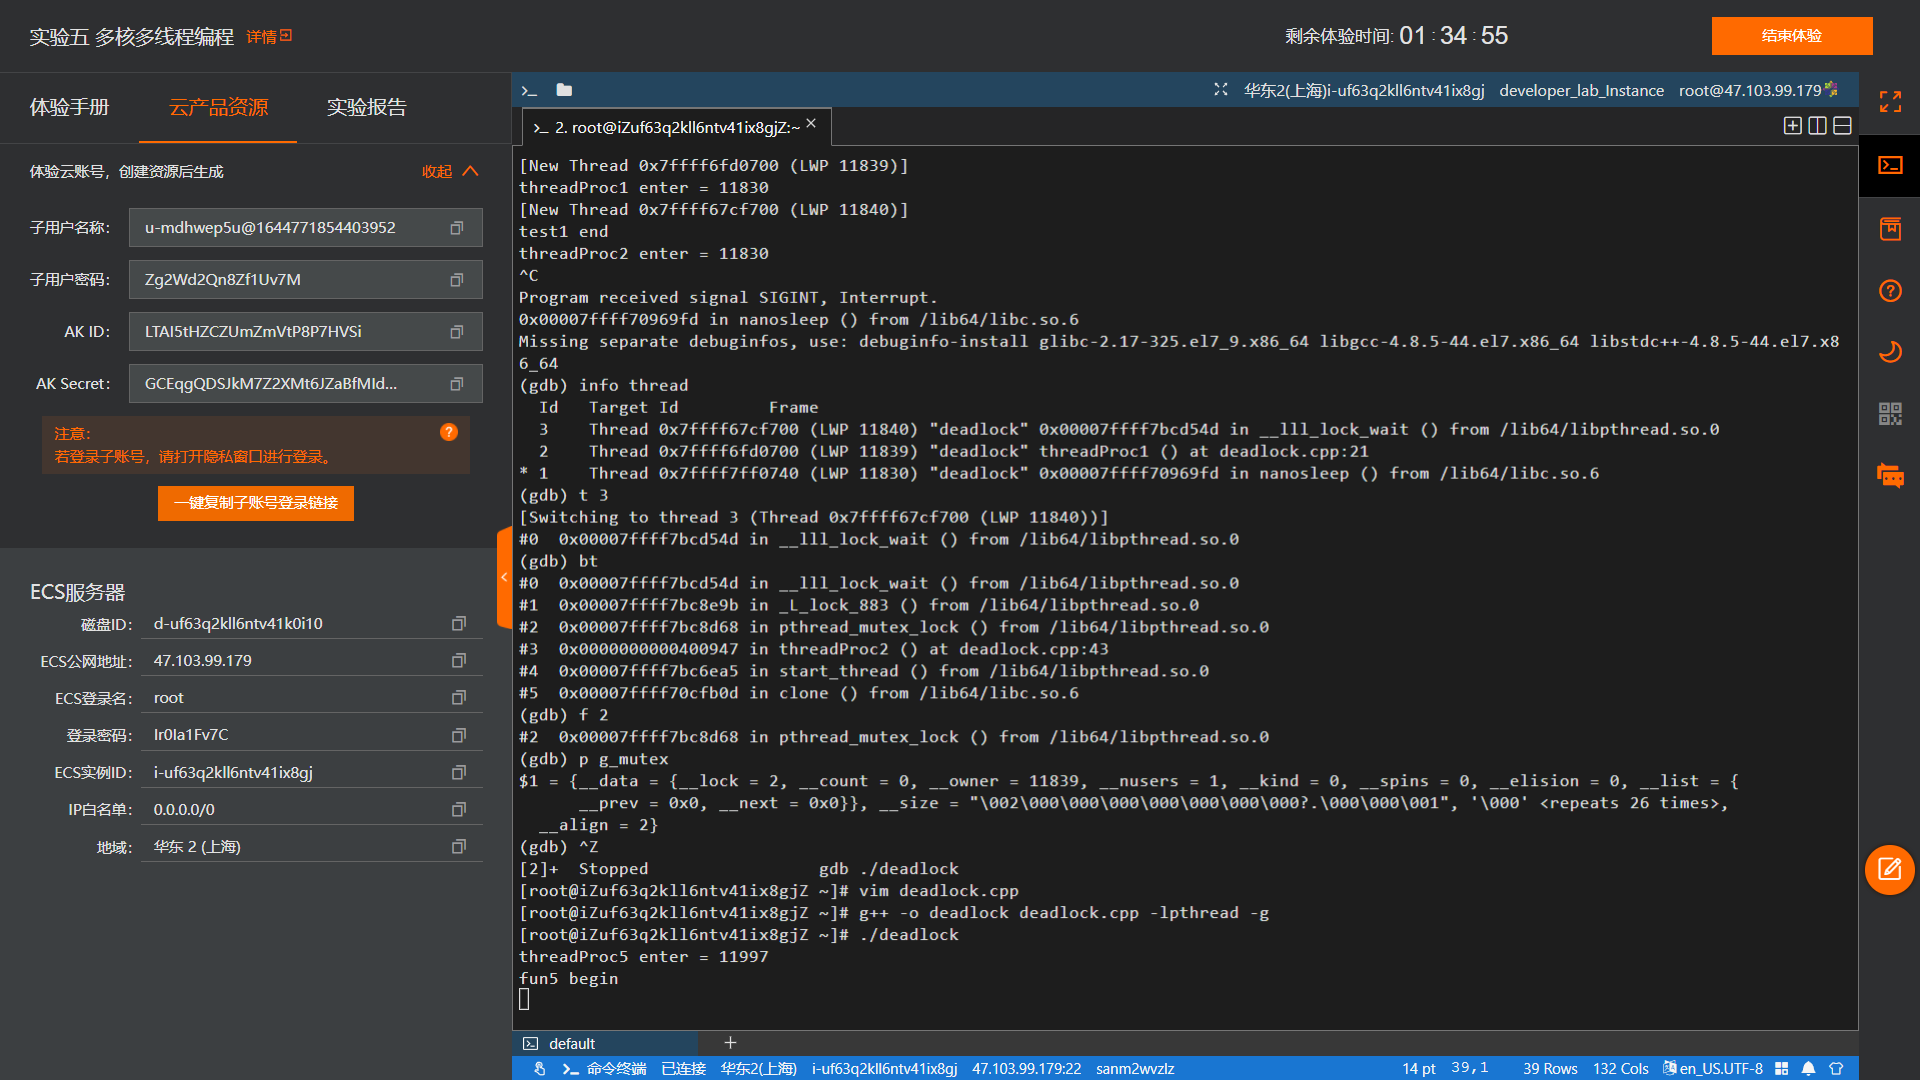 实验五 多核多线程编程 详情
剩余体验时间: 01 : 34 : 55
结束体验
体验手册
云产品资源
实验报告
体验云账号，创建资源后生成
收起
子用户名称:
u-mdhwep5u@1644771854403952
子用户密码:
Zg2Wd2Qn8Zf1Uv7M
AK ID:
LTAI5tHZCZUmZmVtP8P7HVSi
AK Secret:
GCEqgQDSJkM7Z2XMt6JZaBfMId...
注意:
若登录子账号，请打开隐私窗口进行登录。
一键复制子账号登录链接
ECS服务器
磁盘ID:
d-uf63q2kll6ntv41k0i10
ECS公网地址:
47.103.99.179
ECS登录名:
root
登录密码:
Ir0Ia1Fv7C
ECS实例ID:
i-uf63q2kll6ntv41ix8gj
IP白名单:
0.0.0.0/0
地域:
华东 2 (上海)
华东2(上海)i-uf63q2kll6ntv41ix8gj developer_lab_Instance root@47.103.99.179
2. root@iZuf63q2kll6ntv41ix8gjZ:~
[New Thread 0x7ffff6fd0700 (LWP 11839)]
threadProc1 enter = 11830
[New Thread 0x7ffff67cf700 (LWP 11840)]
test1 end
threadProc2 enter = 11830
^C
Program received signal SIGINT, Interrupt.
0x00007ffff70969fd in nanosleep () from /lib64/libc.so.6
Missing separate debuginfos, use: debuginfo-install glibc-2.17-325.el7_9.x86_64 libgcc-4.8.5-44.el7.x86_64 libstdc++-4.8.5-44.el7.x8
6_64
(gdb) info thread
Id   Target Id         Frame
3    Thread 0x7ffff67cf700 (LWP 11840) "deadlock" 0x00007ffff7bcd54d in __lll_lock_wait () from /lib64/libpthread.so.0
2    Thread 0x7ffff6fd0700 (LWP 11839) "deadlock" threadProc1 () at deadlock.cpp:21
* 1    Thread 0x7ffff7ff0740 (LWP 11830) "deadlock" 0x00007ffff70969fd in nanosleep () from /lib64/libc.so.6
(gdb) t 3
[Switching to thread 3 (Thread 0x7ffff67cf700 (LWP 11840))]
#0  0x00007ffff7bcd54d in __lll_lock_wait () from /lib64/libpthread.so.0
(gdb) bt
#0  0x00007ffff7bcd54d in __lll_lock_wait () from /lib64/libpthread.so.0
#1  0x00007ffff7bc8e9b in _L_lock_883 () from /lib64/libpthread.so.0
#2  0x00007ffff7bc8d68 in pthread_mutex_lock () from /lib64/libpthread.so.0
#3  0x0000000000400947 in threadProc2 () at deadlock.cpp:43
#4  0x00007ffff7bc6ea5 in start_thread () from /lib64/libpthread.so.0
#5  0x00007ffff70cfb0d in clone () from /lib64/libc.so.6
(gdb) f 2
#2  0x00007ffff7bc8d68 in pthread_mutex_lock () from /lib64/libpthread.so.0
(gdb) p g_mutex
$1 = {__data = {__lock = 2, __count = 0, __owner = 11839, __nusers = 1, __kind = 0, __spins = 0, __elision = 0, __list = {
__prev = 0x0, __next = 0x0}}, __size = "\002\000\000\000\000\000\000\000?.\000\000\001", '\000' <repeats 26 times>,
__align = 2}
(gdb) ^Z
[2]+  Stopped                 gdb ./deadlock
[root@iZuf63q2kll6ntv41ix8gjZ ~]# vim deadlock.cpp
[root@iZuf63q2kll6ntv41ix8gjZ ~]# g++ -o deadlock deadlock.cpp -lpthread -g
[root@iZuf63q2kll6ntv41ix8gjZ ~]# ./deadlock
threadProc5 enter = 11997
fun5 begin
default
命令终端 已连接 华东2(上海) i-uf63q2kll6ntv41ix8gj 47.103.99.179:22 sanm2wvzlz
14 pt 39,1 39 Rows 132 Cols en_US.UTF-8